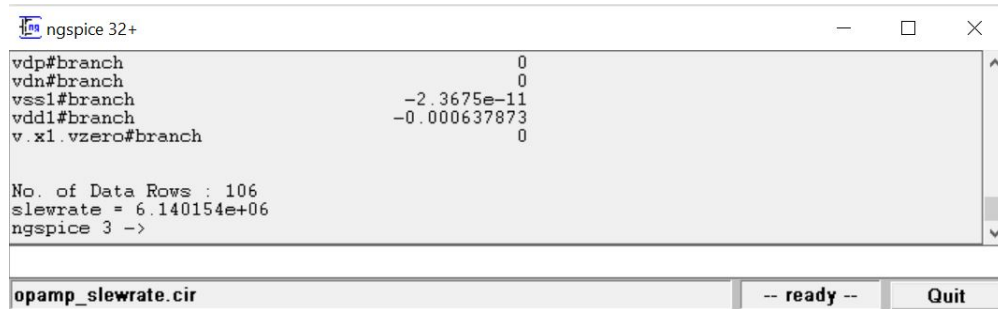 ngspice 32+
vdp#branch 0
vdn#branch 0
vss1#branch -2.3675e-11
vdd1#branch -0.000637873
v.x1.vzero#branch 0
No. of Data Rows : 106
slewrate = 6.140154e+06
ngspice 3 ->
opamp_slewrate.cir -- ready -- Quit